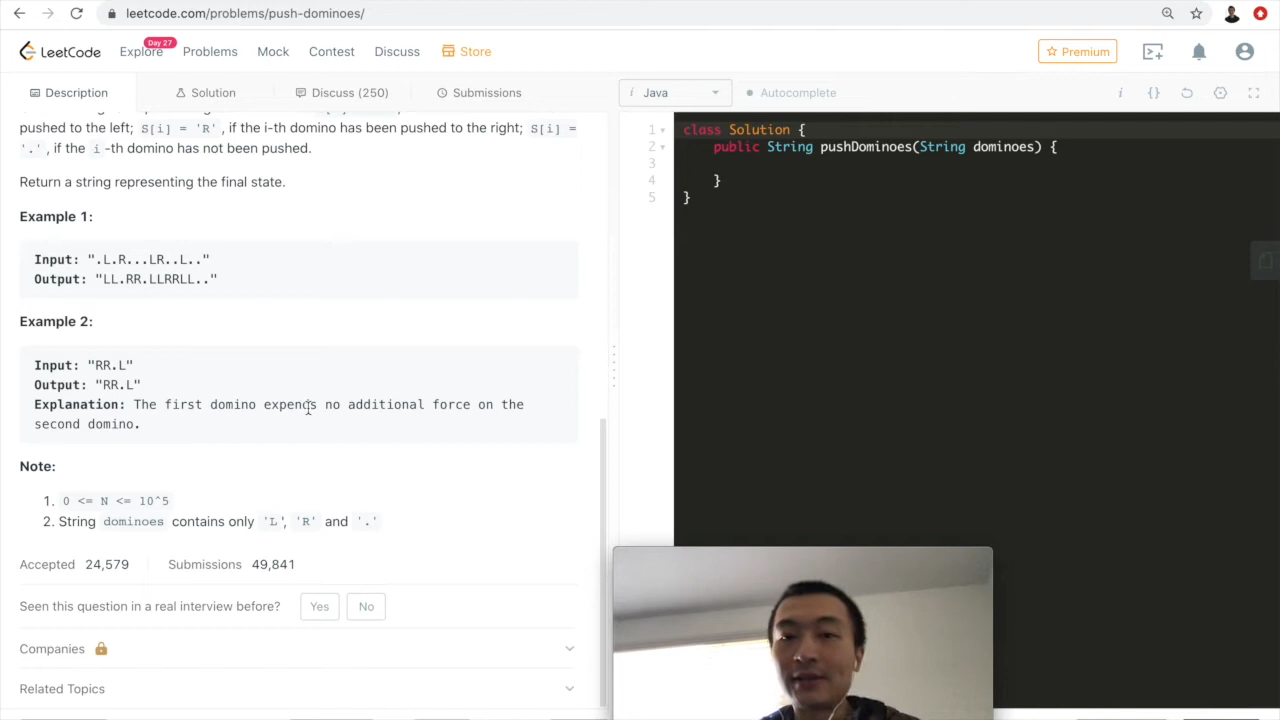 leetcode.com/problems/push-dominoes/
LeetCode
Explore
Day 27
Problems
Mock
Contest
Discuss
Store
Premium
Description
Solution
Discuss (250)
Submissions
i Java
Autocomplete
pushed to the left; S[i] = 'R', if the i-th domino has been pushed to the right; S[i] =
'.', if the i -th domino has not been pushed.
Return a string representing the final state.
Example 1:
Input: ".L.R...LR..L.."
Output: "LL.RR.LLRRLL.."
Example 2:
Input: "RR.L"
Output: "RR.L"
Explanation: The first domino expends no additional force on the
second domino.
Note:
1. 0 <= N <= 10^5
2. String dominoes contains only 'L', 'R' and '.'
Accepted 24,579 Submissions 49,841
Seen this question in a real interview before? Yes No
Companies
Related Topics
1 class Solution {
2 public String pushDominoes(String dominoes) {
3
4 }
5 }